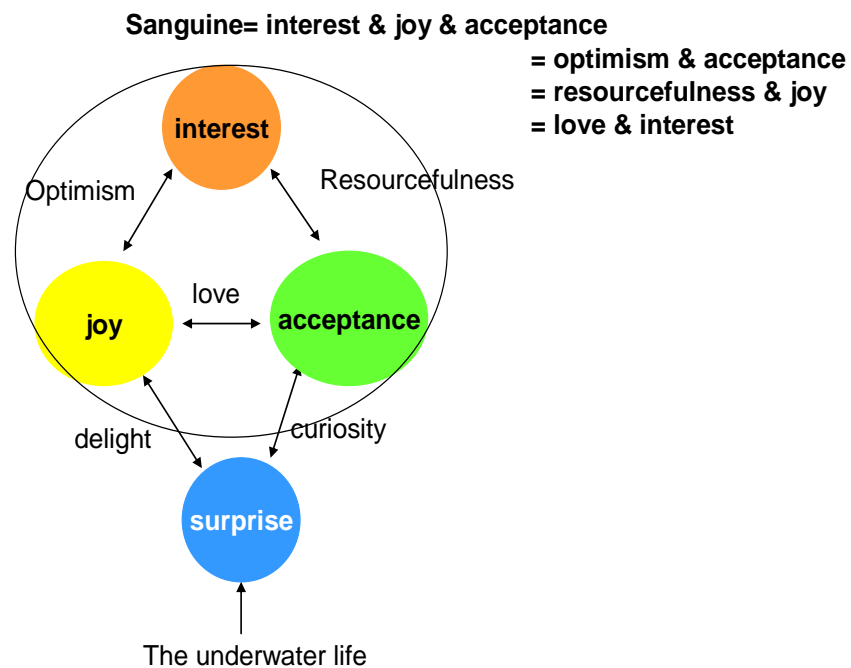 Sanguine= interest & joy & acceptance
= optimism & acceptance
= resourcefulness & joy
= love & interest
interest
Optimism
Resourcefulness
love
joy
acceptance
delight
curiosity
surprise
The underwater life